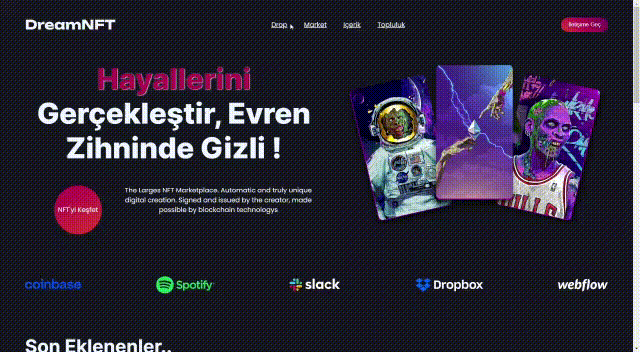 DreamNFT
Drop Market İçerik Topluluk
İletişime Geç
Hayallerini
Gerçekleştir, Evren
Zihninde Gizli !
NFT'yi Keşfet
The Larges NFT Marketplace. Automatic and truly unique
digital creation. Signed and issued by the creator, made
possible by blockchain technologys
coinbase Spotify slack Dropbox webflow
Son Eklenenler..